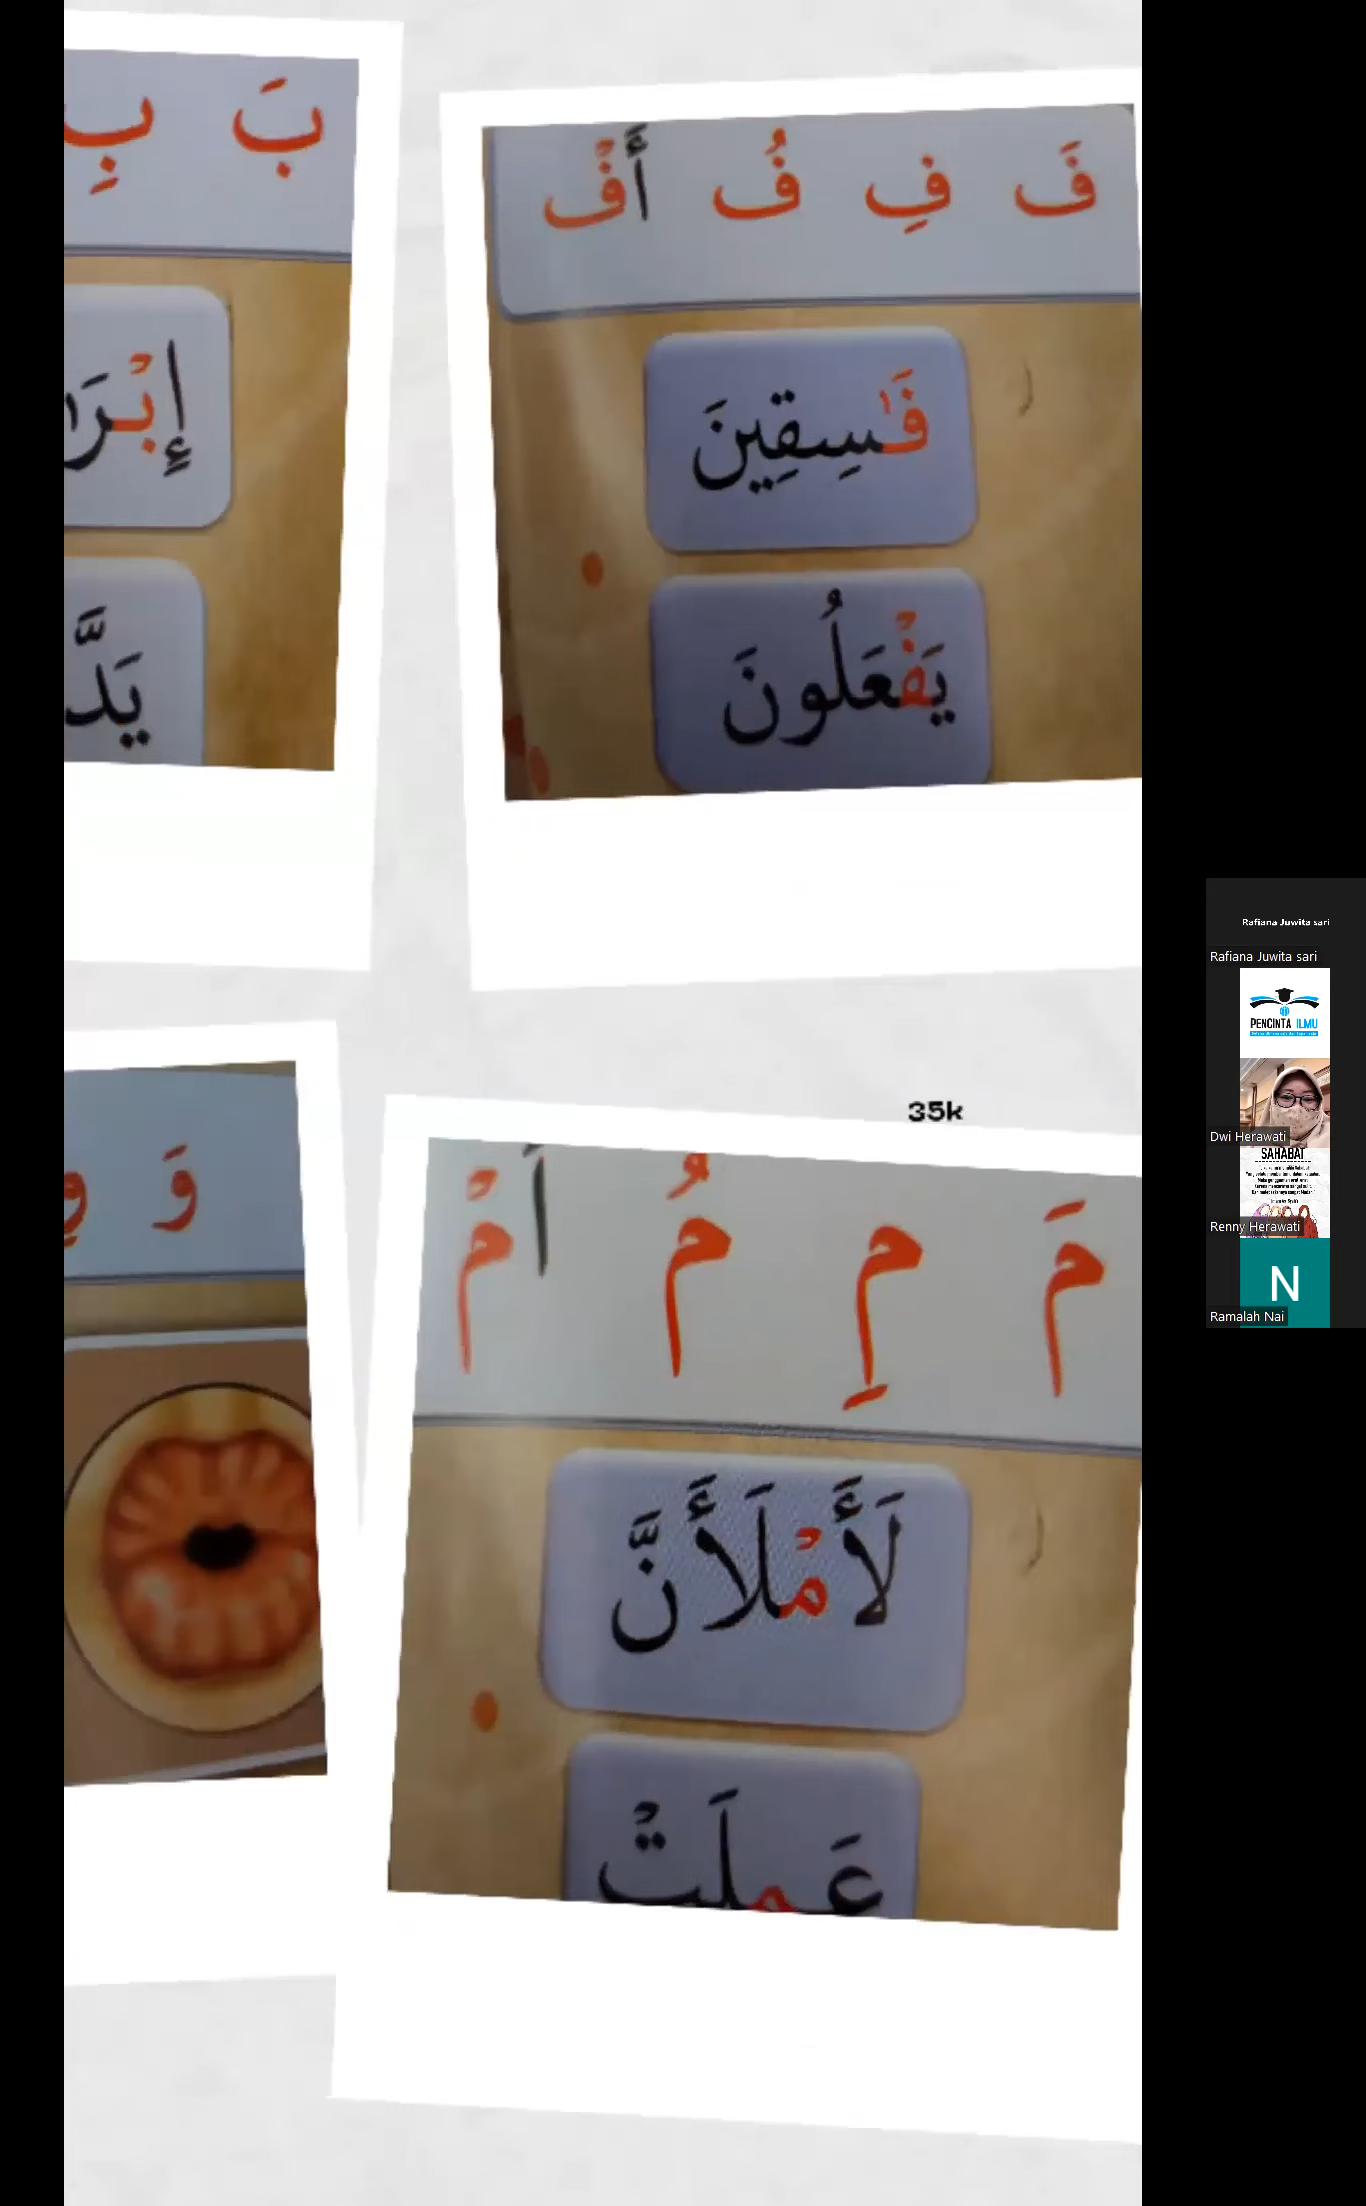 بَ بِ
فَ فِ فُ أَفْ
فَٰسِقِينَ
يَفْعَلُونَ
وَ وِ
35k
مَ مِ مُ أَمْ
لَأَمْلَأَنَّ
عَمِلَتْ
Rafiana Juwita sari
Rafiana Juwita sari
PENCINTA ILMU
Dwi Herawati
SAHABAT
Renny Herawati
N
Ramalah Nai